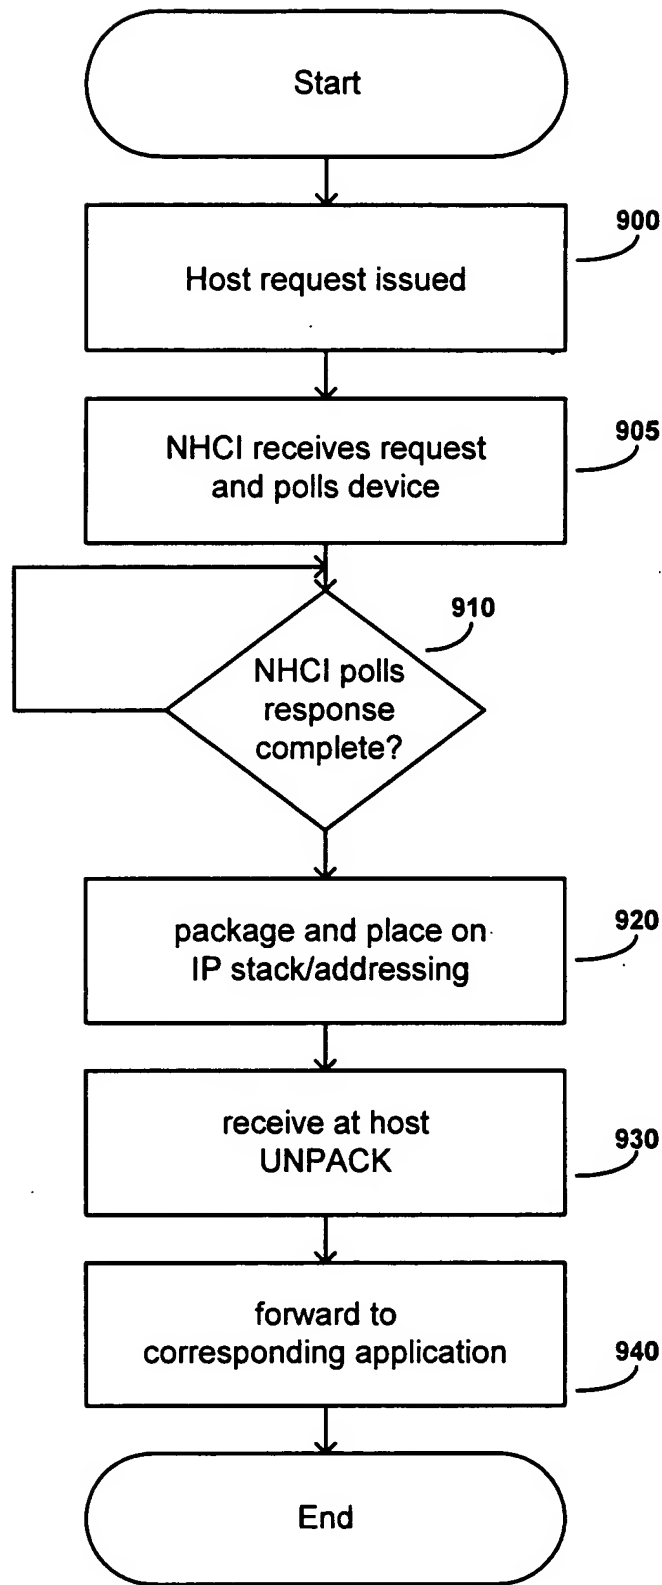 Start
900
Host request issued
905
NHCI receives request
and polls device
910
NHCI polls
response
complete?
920
package and place on
IP stack/addressing
930
receive at host
UNPACK
940
forward to
corresponding application
End